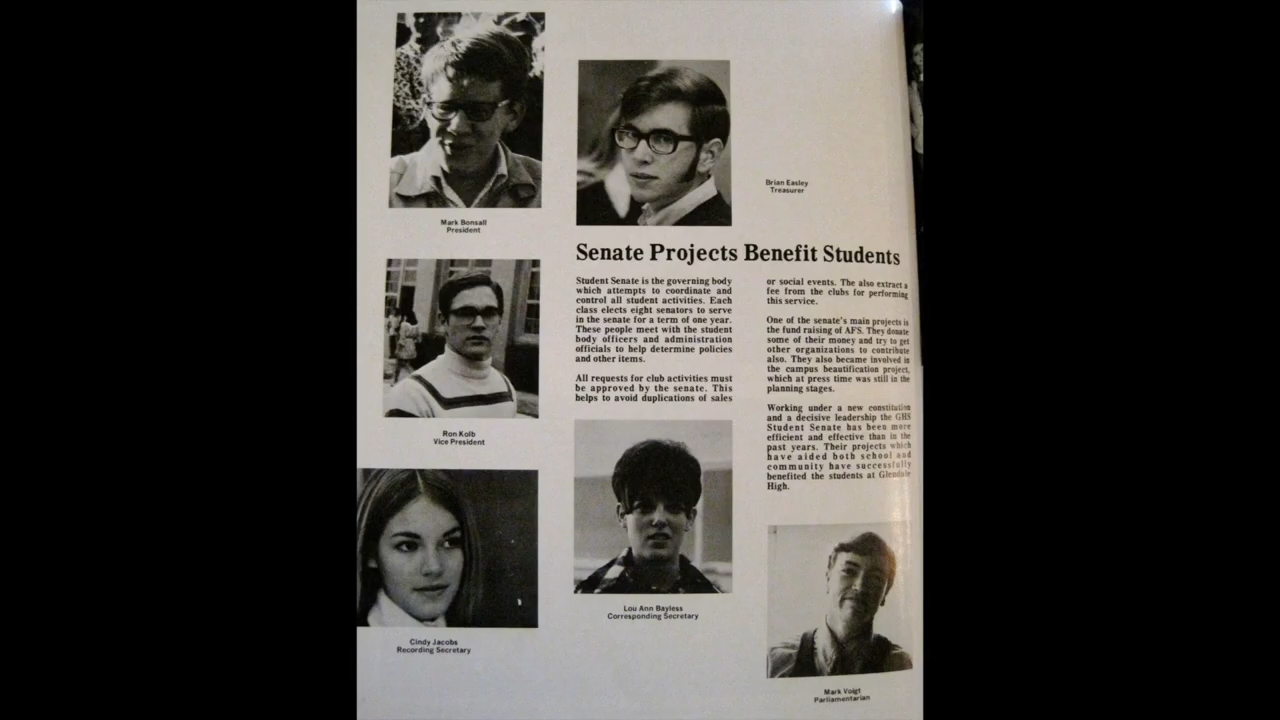 Mark Bonsall
President
Brian Easley
Treasurer
Ron Kolb
Vice President
Cindy Jacobs
Recording Secretary
Senate Projects Benefit Students
Student Senate is the governing body
which attempts to coordinate and
control all student activities. Each
class elects eight senators to serve
in the senate for a term of one year.
These people meet with the student
body officers and administration
officials to help determine policies
and other items.
All requests for club activities must
be approved by the senate. This
helps to avoid duplications of sales
or social events. The also extract a
fee from the clubs for performing
this service.
One of the senate's main projects is
the fund raising of AFS. They donate
some of their money and try to get
other organizations to contribute
also. They also became involved in
the campus beautification project,
which at press time was still in the
planning stages.
Working under a new constitution
and a decisive leadership the GHS
Student Senate has been more
efficient and effective than in the
past years. Their projects which
have aided both school and
community have successfully
benefited the students at Glendale
High.
Lou Ann Bayless
Corresponding Secretary
Mark Voigt
Parliamentarian